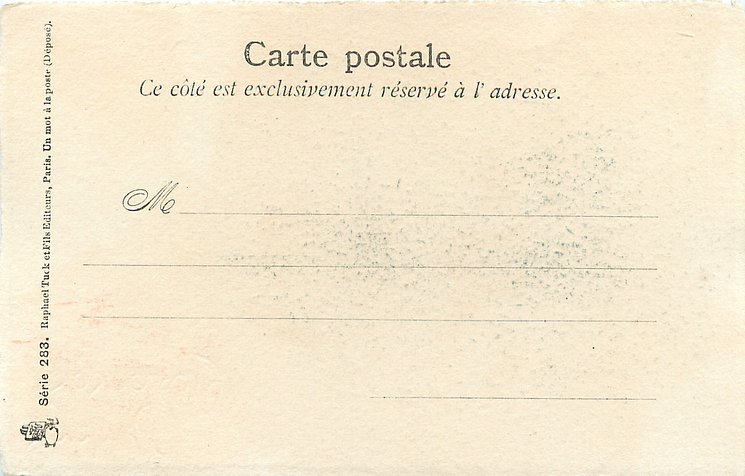 Carte postale
Ce côté est exclusivement réservé à l' adresse.
M
Série 283. Raphael Tuck et Fils Editeurs, Paris. Un mot à la poste (Déposé).